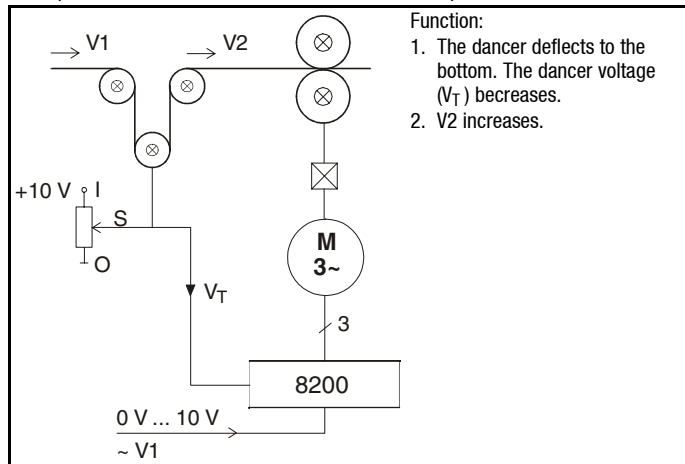 V1
V2
Function:
1. The dancer deflects to the
bottom. The dancer voltage
(VT ) becreases.
2. V2 increases.
+10 V
I
S
O
VT
M
3~
3
8200
0 V ... 10 V
~ V1